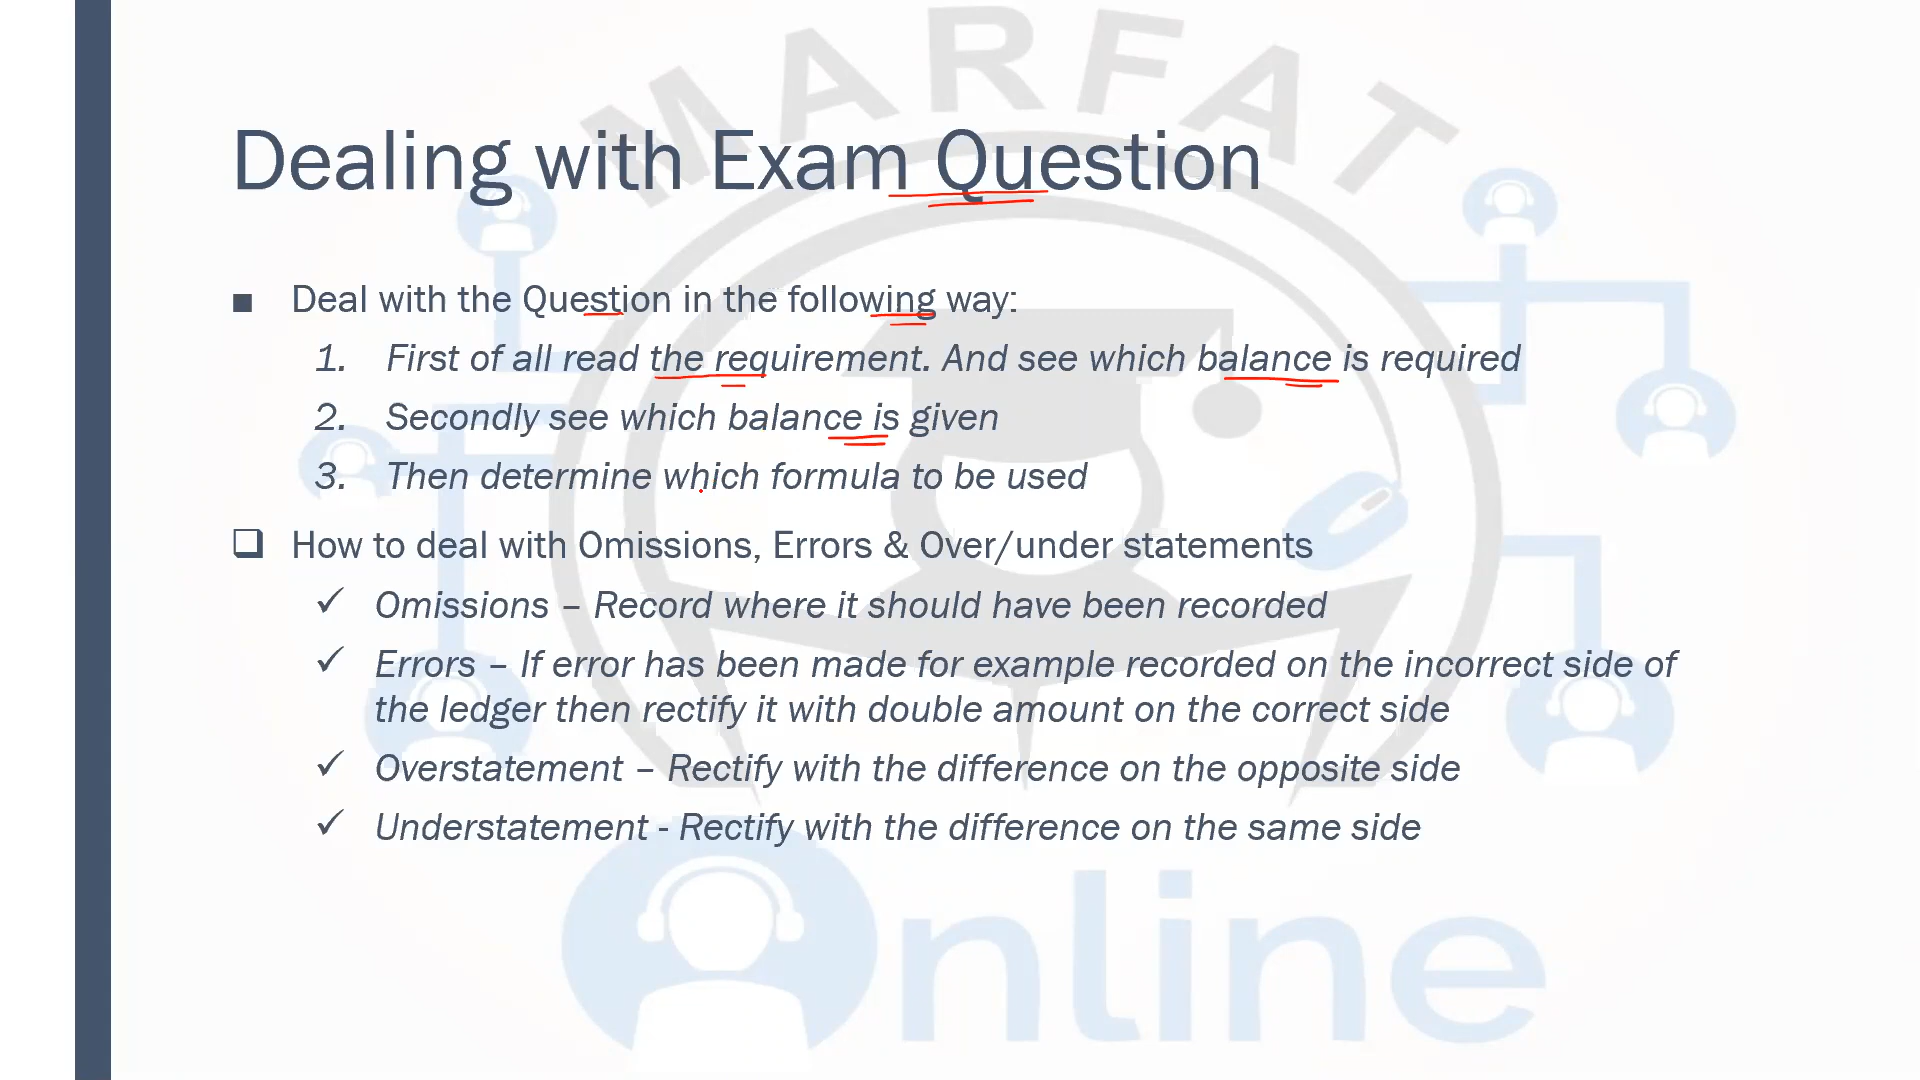 MARFAT
Dealing with Exam Question
■ Deal with the Question in the following way:
1. First of all read the requirement. And see which balance is required
2. Secondly see which balance is given
3. Then determine which formula to be used
❑ How to deal with Omissions, Errors & Over/under statements
✓ Omissions – Record where it should have been recorded
✓ Errors – If error has been made for example recorded on the incorrect side of
the ledger then rectify it with double amount on the correct side
✓ Overstatement – Rectify with the difference on the opposite side
✓ Understatement - Rectify with the difference on the same side
nline